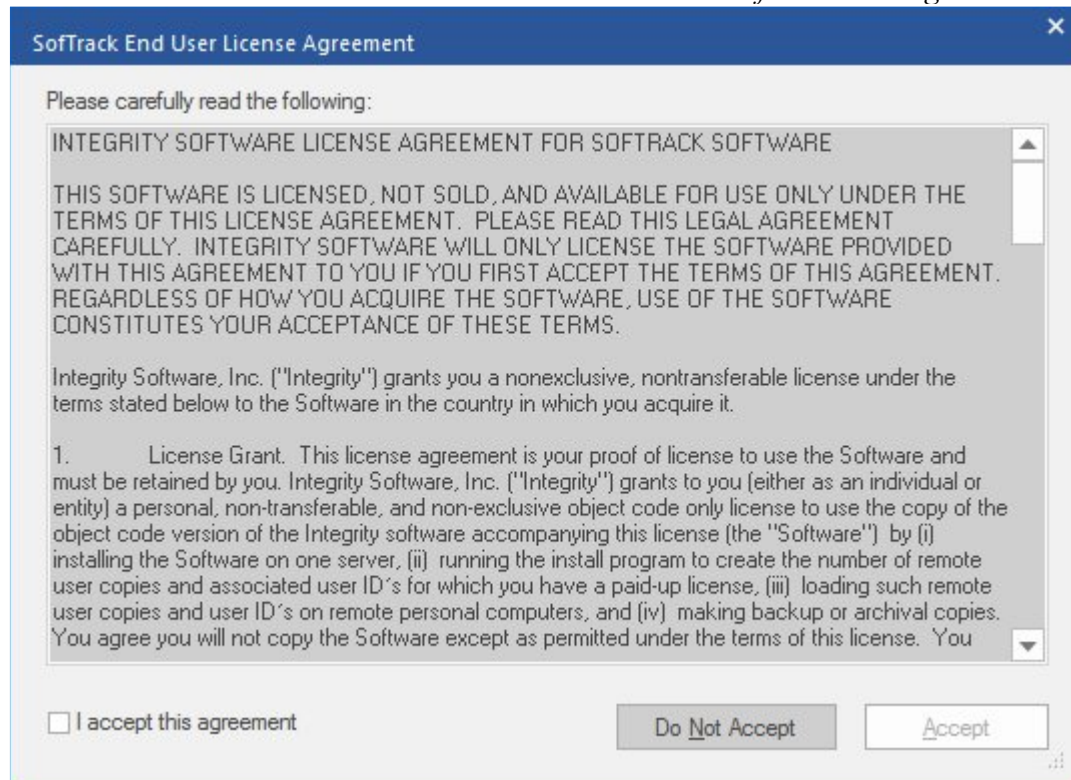 SofTrack End User License Agreement
Please carefully read the following:
INTEGRITY SOFTWARE LICENSE AGREEMENT FOR SOFTRACK SOFTWARE
THIS SOFTWARE IS LICENSED, NOT SOLD, AND AVAILABLE FOR USE ONLY UNDER THE
TERMS OF THIS LICENSE AGREEMENT.  PLEASE READ THIS LEGAL AGREEMENT
CAREFULLY.  INTEGRITY SOFTWARE WILL ONLY LICENSE THE SOFTWARE PROVIDED
WITH THIS AGREEMENT TO YOU IF YOU FIRST ACCEPT THE TERMS OF THIS AGREEMENT.
REGARDLESS OF HOW YOU ACQUIRE THE SOFTWARE, USE OF THE SOFTWARE
CONSTITUTES YOUR ACCEPTANCE OF THESE TERMS.
Integrity Software, Inc. ("Integrity") grants you a nonexclusive, nontransferable license under the
terms stated below to the Software in the country in which you acquire it.
1. License Grant.  This license agreement is your proof of license to use the Software and
must be retained by you. Integrity Software, Inc. ("Integrity") grants to you (either as an individual or
entity) a personal, non-transferable, and non-exclusive object code only license to use the copy of the
object code version of the Integrity software accompanying this license (the "Software")  by (i)
installing the Software on one server, (ii)  running the install program to create the number of remote
user copies and associated user ID´s for which you have a paid-up license, (iii)  loading such remote
user copies and user ID´s on remote personal computers, and (iv)  making backup or archival copies.
You agree you will not copy the Software except as permitted under the terms of this license.  You
I accept this agreement
Do Not Accept
Accept